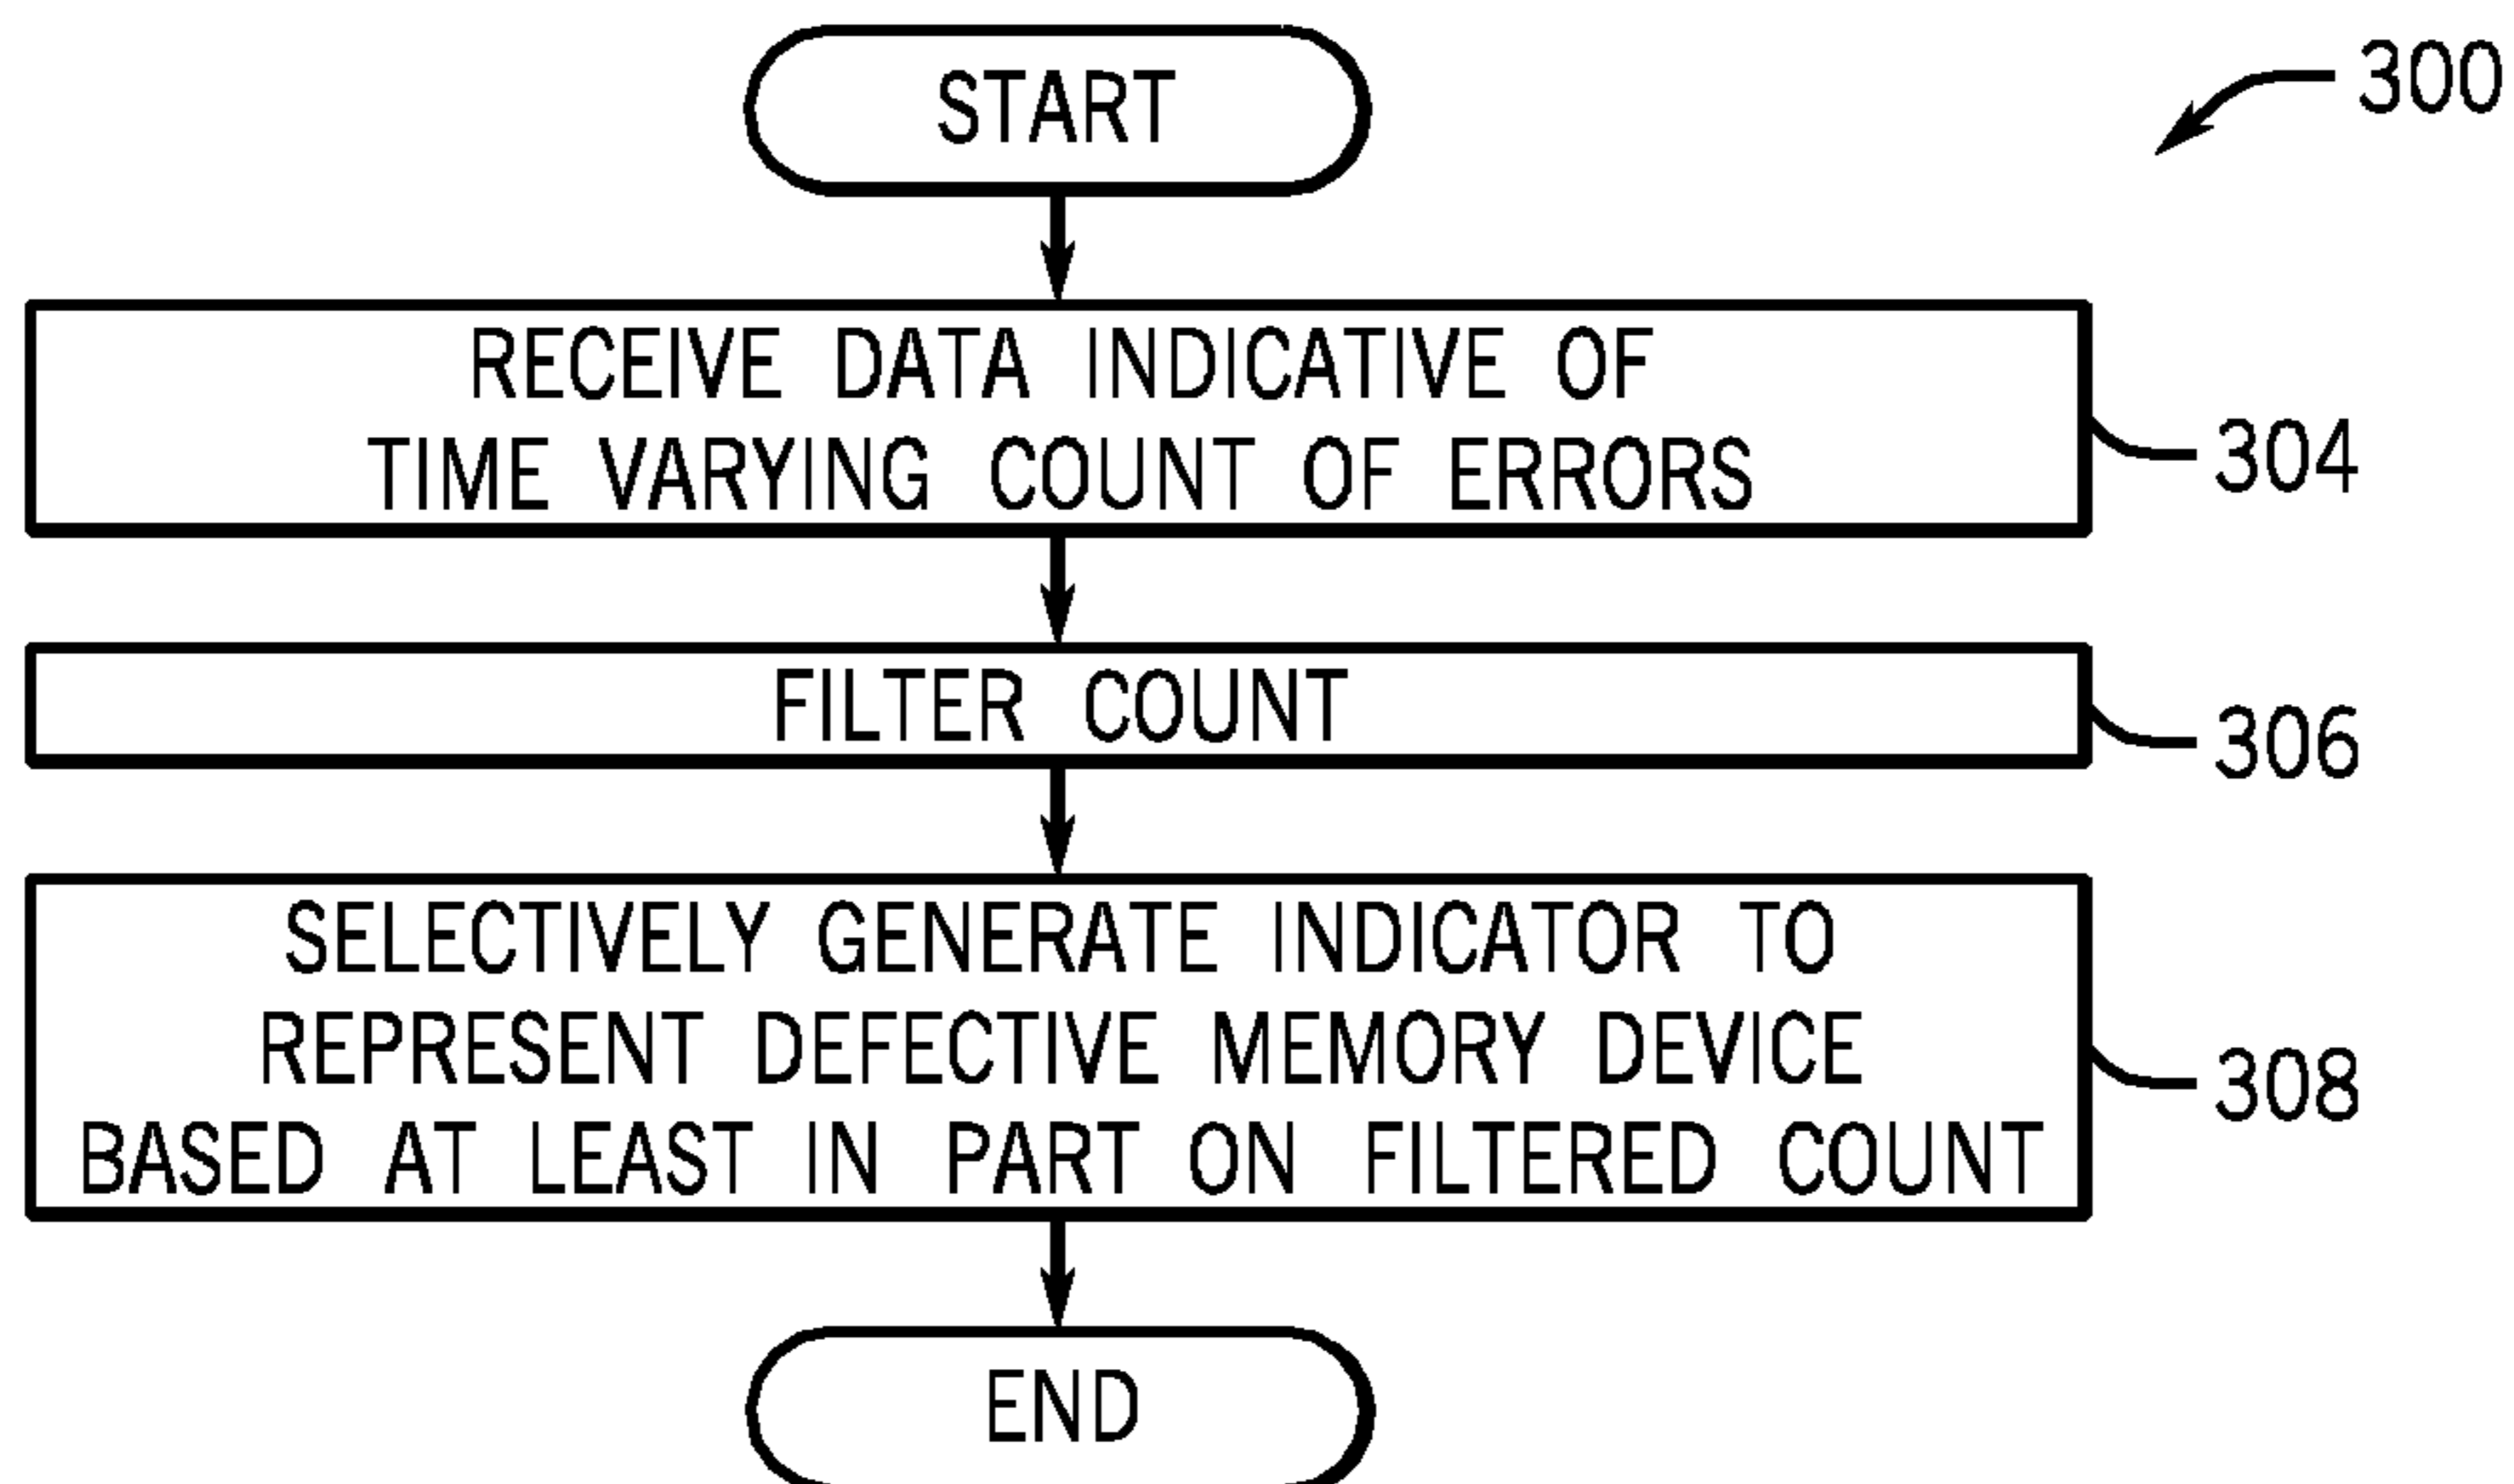 START
300
RECEIVE DATA INDICATIVE OF
TIME VARYING COUNT OF ERRORS
304
FILTER COUNT
306
SELECTIVELY GENERATE INDICATOR TO
REPRESENT DEFECTIVE MEMORY DEVICE
BASED AT LEAST IN PART ON FILTERED COUNT
308
END